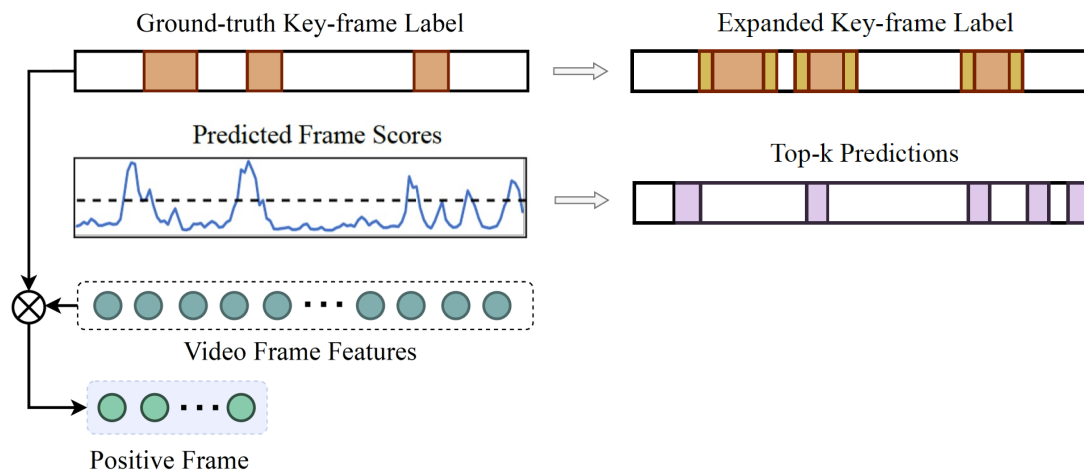 Ground-truth Key-frame Label
Expanded Key-frame Label
Predicted Frame Scores
Top-k Predictions
Video Frame Features
Positive Frame